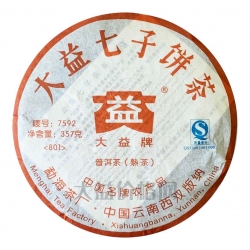 大益七子饼茶
唛号:7592
净含量:357克
<801>
益
大益牌
普洱茶(熟茶)
中国名牌农产品
勐海茶厂·中国云南西双版纳
Menghai Tea Factory · Xishuangbanna, Yunnan, China